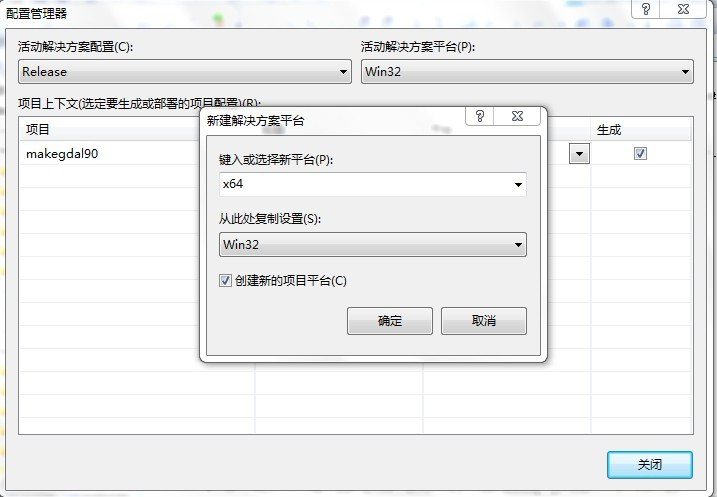 配置管理器
活动解决方案配置(C):
活动解决方案平台(P):
Release
Win32
项目上下文(选定要生成或部署的项目配置)(R):
项目
生成
makegdal90
新建解决方案平台
键入或选择新平台(P):
x64
从此处复制设置(S):
Win32
创建新的项目平台(C)
确定
取消
关闭